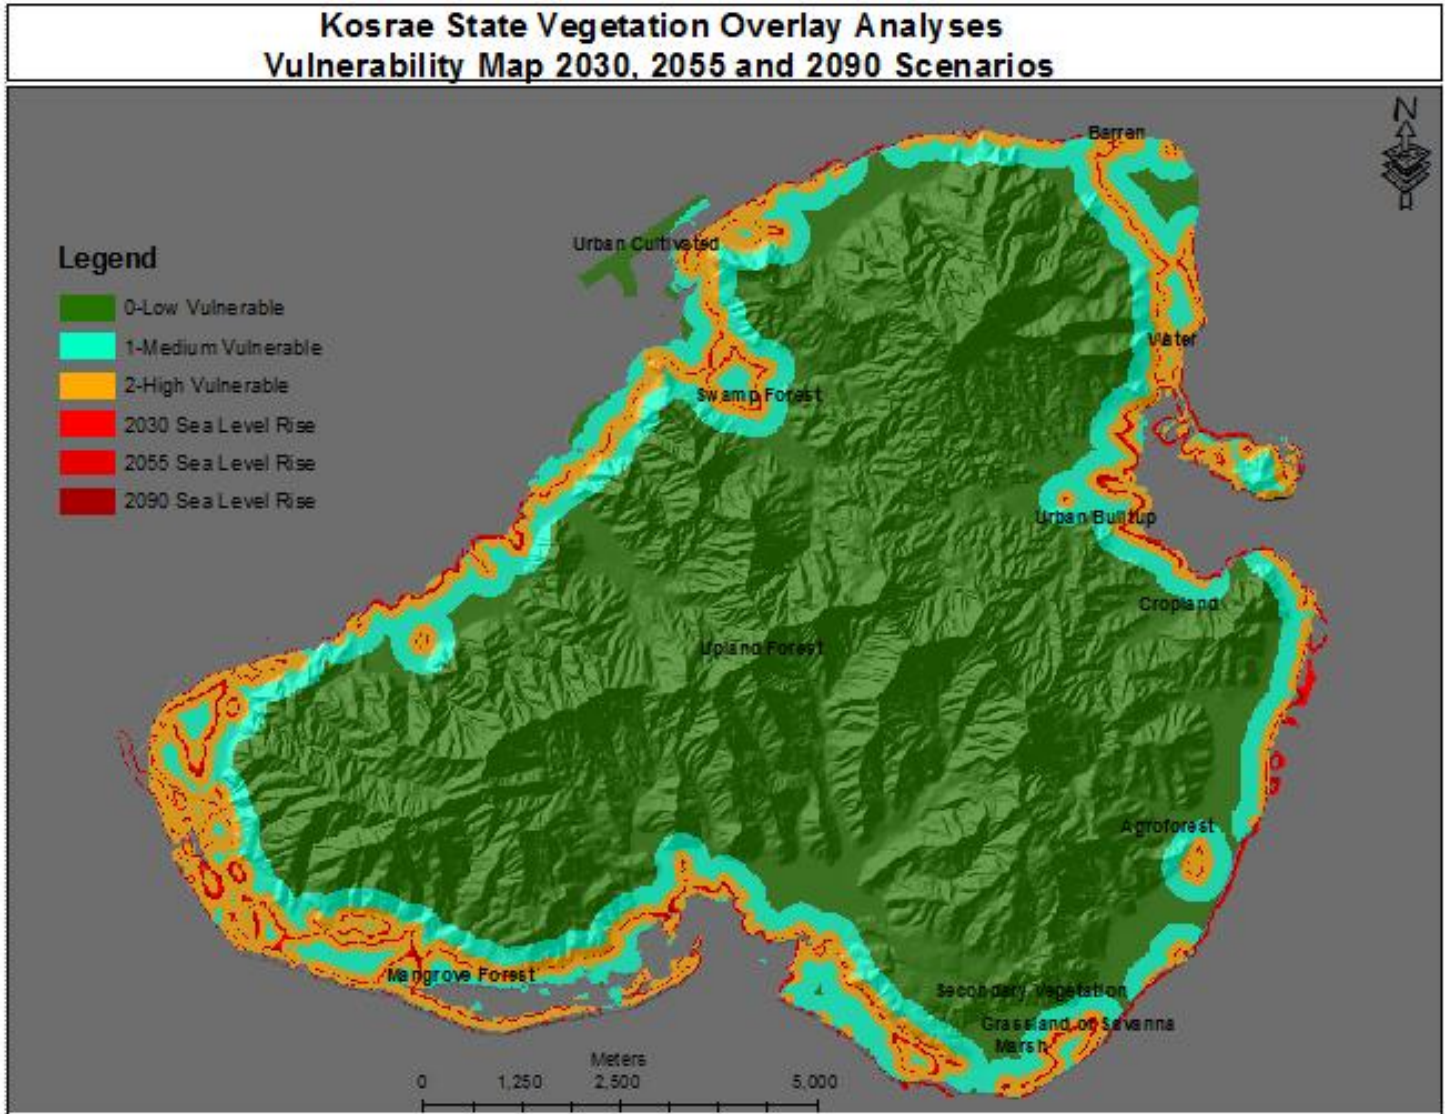 Kosrae State Vegetation Overlay Analyses
Vulnerability Map 2030, 2055 and 2090 Scenarios
N
Barren
Urban Cultivated
Legend
0-Low Vulnerable
1-Medium Vulnerable
2-High Vulnerable
2030 Sea Level Rise
2055 Sea Level Rise
2090 Sea Level Rise
Water
Swamp Forest
Urban Builtup
Cropland
Upland Forest
Agroforest
Mangrove Forest
Secondary Vegetation
Grassland or Savanna
Marsh
Meters
0 1,250 2,500 5,000